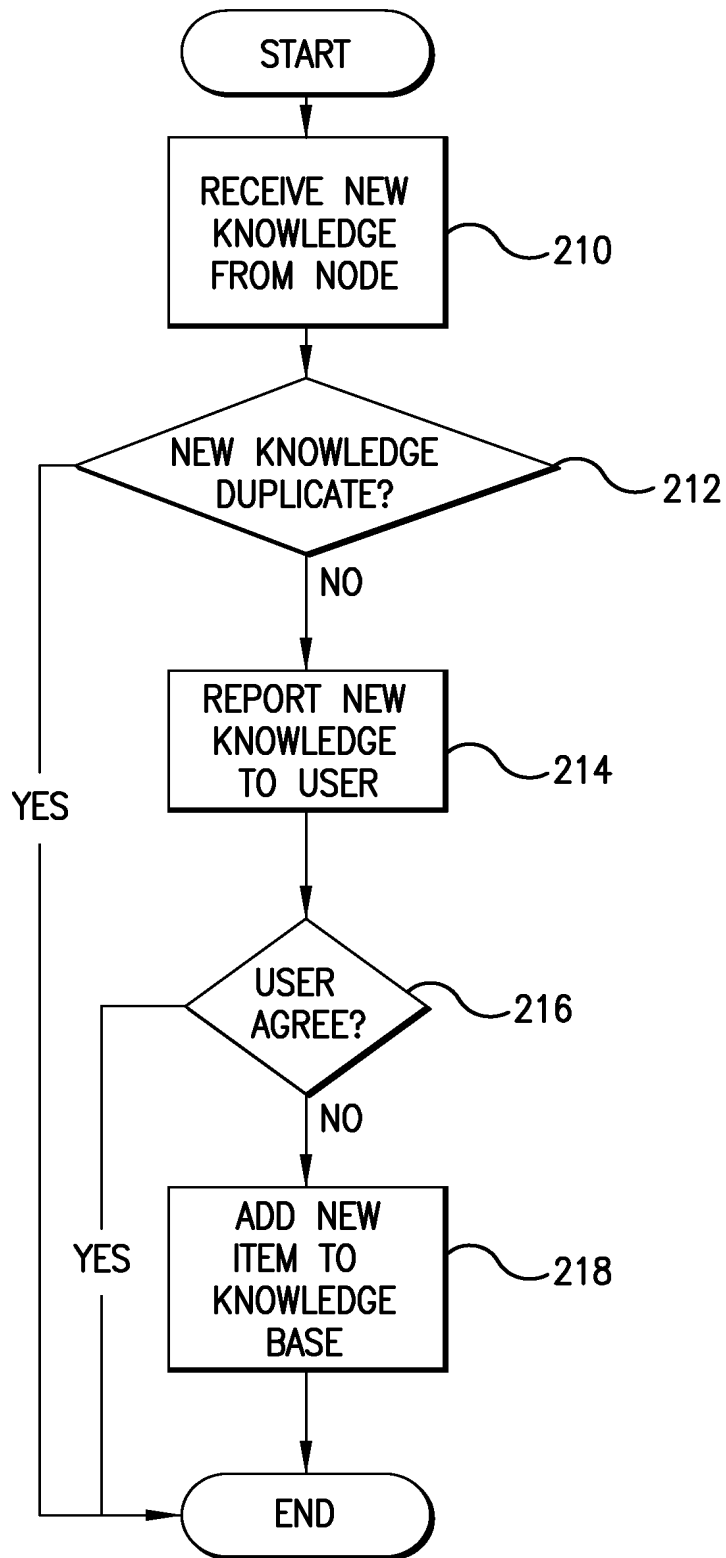 START
RECEIVE NEW
KNOWLEDGE
FROM NODE
210
NEW KNOWLEDGE
DUPLICATE?
212
NO
REPORT NEW
KNOWLEDGE
TO USER
214
YES
USER
AGREE?
216
NO
YES
ADD NEW
ITEM TO
KNOWLEDGE
BASE
218
END